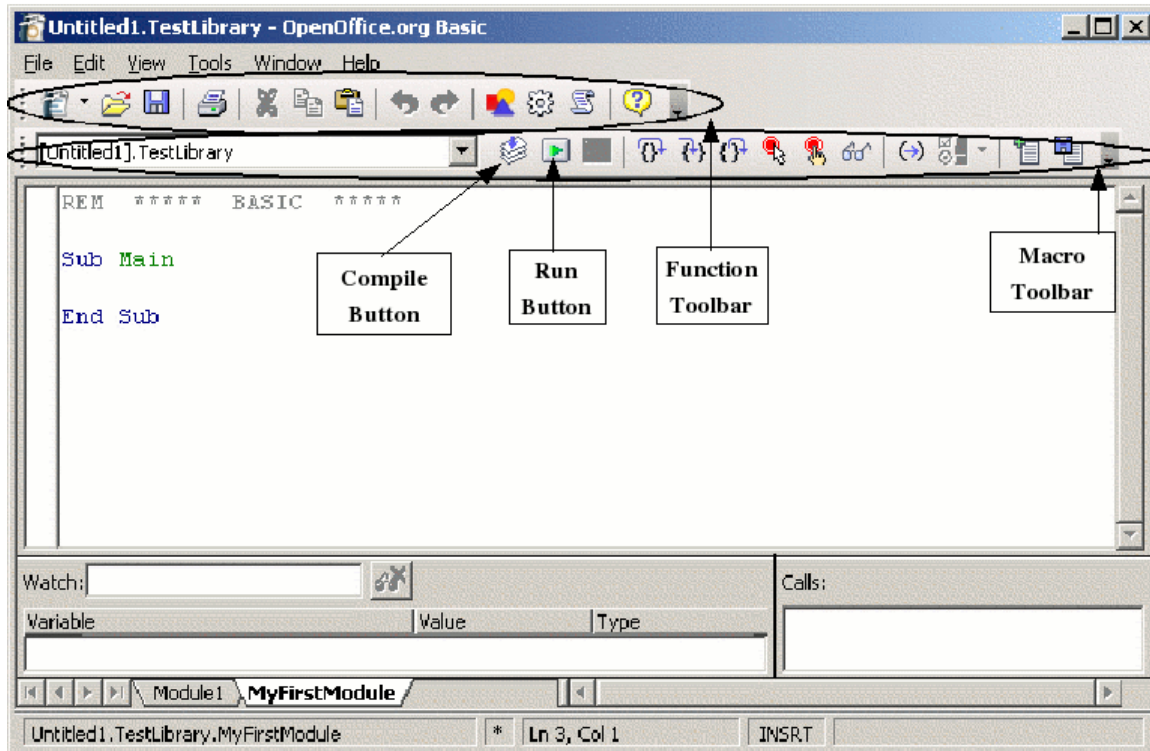 Untitled1.TestLibrary - OpenOffice.org Basic
File Edit View Tools Window Help
[Untitled1].TestLibrary
REM ***** BASIC *****
Sub Main
End Sub
Compile
Button
Run
Button
Function
Toolbar
Macro
Toolbar
Watch:
Calls:
Variable Value Type
Module1 MyFirstModule
Untitled1.TestLibrary.MyFirstModule * Ln 3, Col 1 INSRT